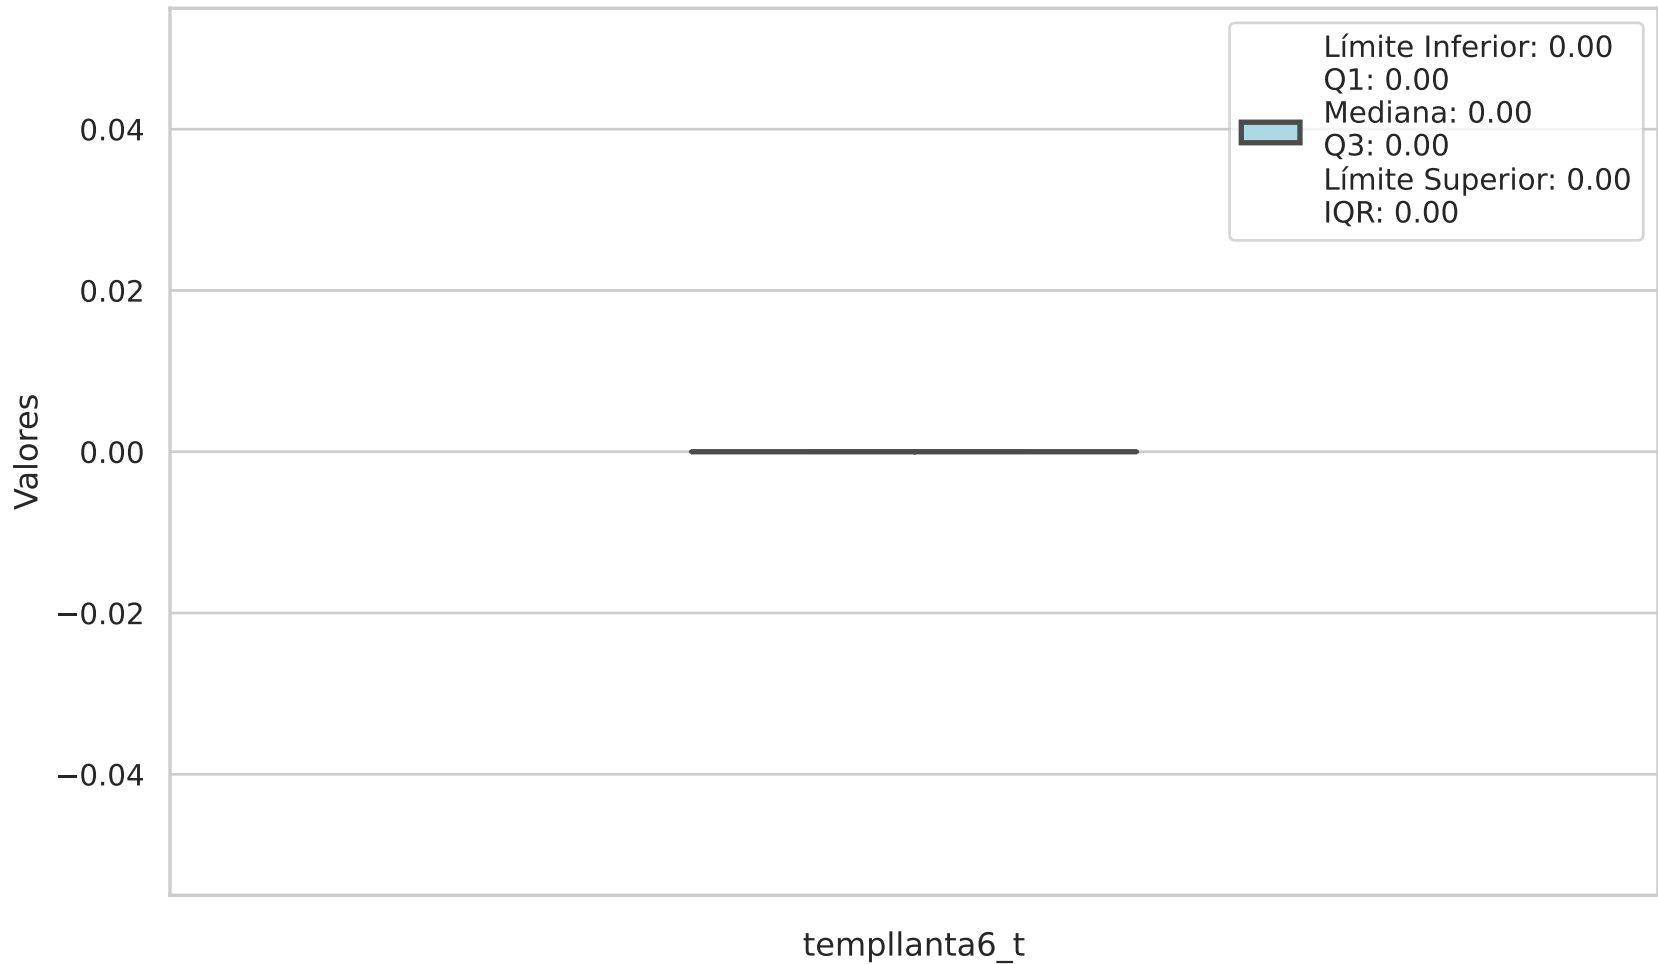 Límite Inferior: 0.00
Q1: 0.00
Mediana: 0.00
Q3: 0.00
Límite Superior: 0.00
IQR: 0.00
0.04
0.02
0.00
−0.02
−0.04
Valores
templlanta6_t